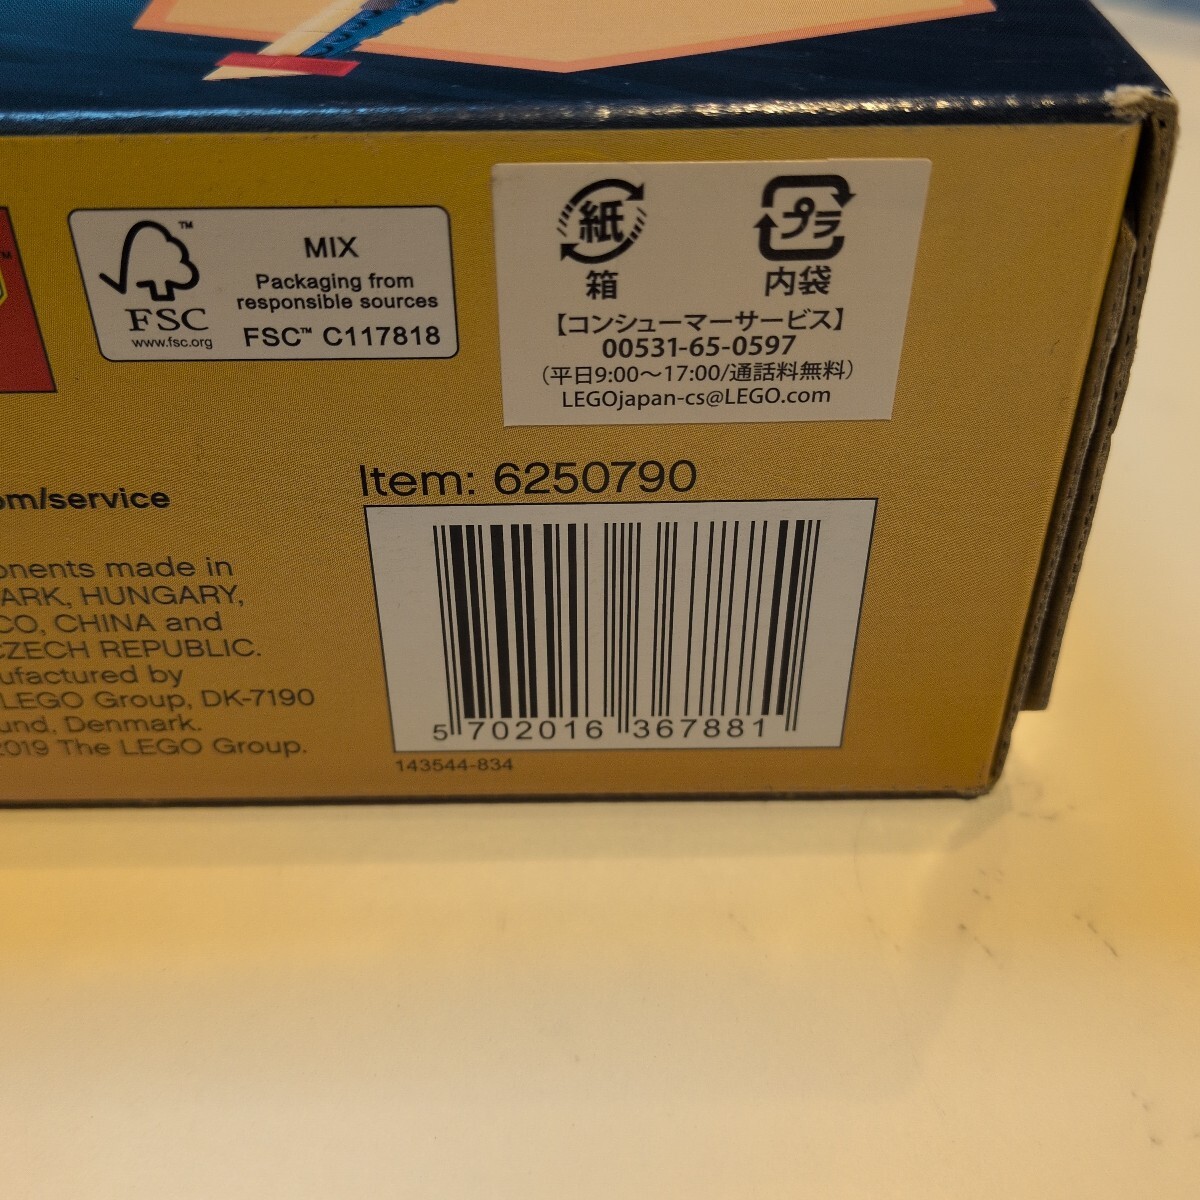 FSC™
www.fsc.org
MIX
Packaging from
responsible sources
FSC™ C117818
紙
箱
プラ
内袋
【コンシューマーサービス】
00531-65-0597
(平日9:00〜17:00/通話料無料)
LEGOjapan-cs@LEGO.com
Item: 6250790
om/service
onents made in
ARK, HUNGARY,
CO, CHINA and
CZECH REPUBLIC.
ufactured by
LEGO Group, DK-7190
und, Denmark.
2019 The LEGO Group.
5 702016 367881
143544-834